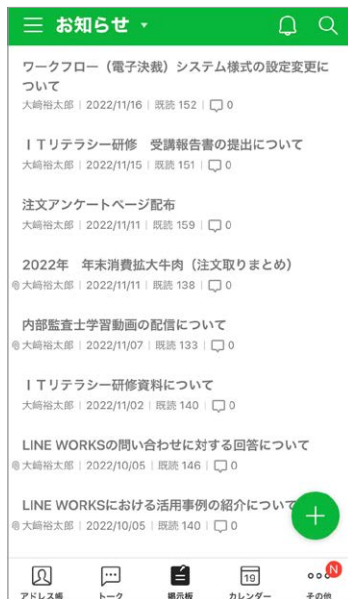 お知らせ
ワークフロー（電子決裁）システム様式の設定変更に
ついて
大﨑裕太郎 | 2022/11/16 | 既読 152 | 0
ＩＴリテラシー研修　受講報告書の提出について
大﨑裕太郎 | 2022/11/15 | 既読 151 | 0
注文アンケートページ配布
大﨑裕太郎 | 2022/11/11 | 既読 159 | 0
2022年　年末消費拡大牛肉（注文取りまとめ）
大﨑裕太郎 | 2022/11/11 | 既読 138 | 0
内部監査士学習動画の配信について
大﨑裕太郎 | 2022/11/07 | 既読 133 | 0
ＩＴリテラシー研修資料について
大﨑裕太郎 | 2022/11/02 | 既読 140 | 0
LINE WORKSの問い合わせに対する回答について
大﨑裕太郎 | 2022/10/05 | 既読 146 | 0
LINE WORKSにおける活用事例の紹介について
大﨑裕太郎 | 2022/10/05 | 既読 140 | 0
19
N
アドレス帳 トーク 掲示板 カレンダー その他